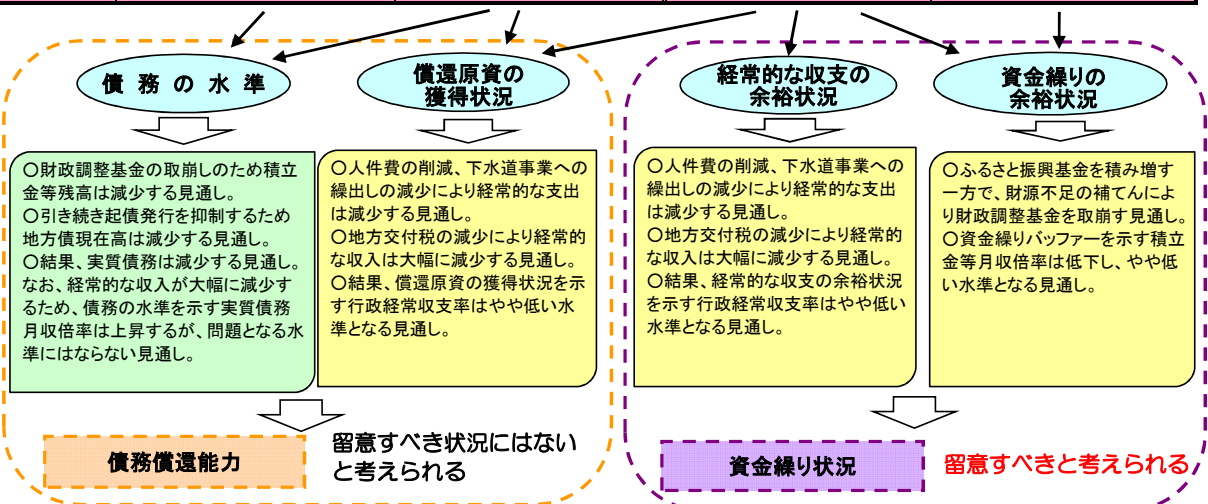 債務の水準
○財政調整基金の取崩しのため積立
金等残高は減少する見通し。
○引き続き起債発行を抑制するため
地方債現在高は減少する見通し。
○結果、実質債務は減少する見通し。
なお、経常的な収入が大幅に減少す
るため、債務の水準を示す実質債務
月収倍率は上昇するが、問題となる水
準にはならない見通し。
償還原資の
獲得状況
○人件費の削減、下水道事業への
繰出しの減少により経常的な支出
は減少する見通し。
○地方交付税の減少により経常的
な収入は大幅に減少する見通し。
○結果、償還原資の獲得状況を示
す行政経常収支率はやや低い水
準となる見通し。
債務償還能力
留意すべき状況にはない
と考えられる
経常的な収支の
余裕状況
○人件費の削減、下水道事業への
繰出しの減少により経常的な支出
は減少する見通し。
○地方交付税の減少により経常的
な収入は大幅に減少する見通し。
○結果、経常的な収支の余裕状況
を示す行政経常収支率はやや低い
水準となる見通し。
資金繰りの
余裕状況
○ふるさと振興基金を積み増す
一方で、財源不足の補てんによ
り財政調整基金を取崩す見通し。
○資金繰りバッファーを示す積立
金等月収倍率は低下し、やや低
い水準となる見通し。
資金繰り状況
留意すべきと考えられる